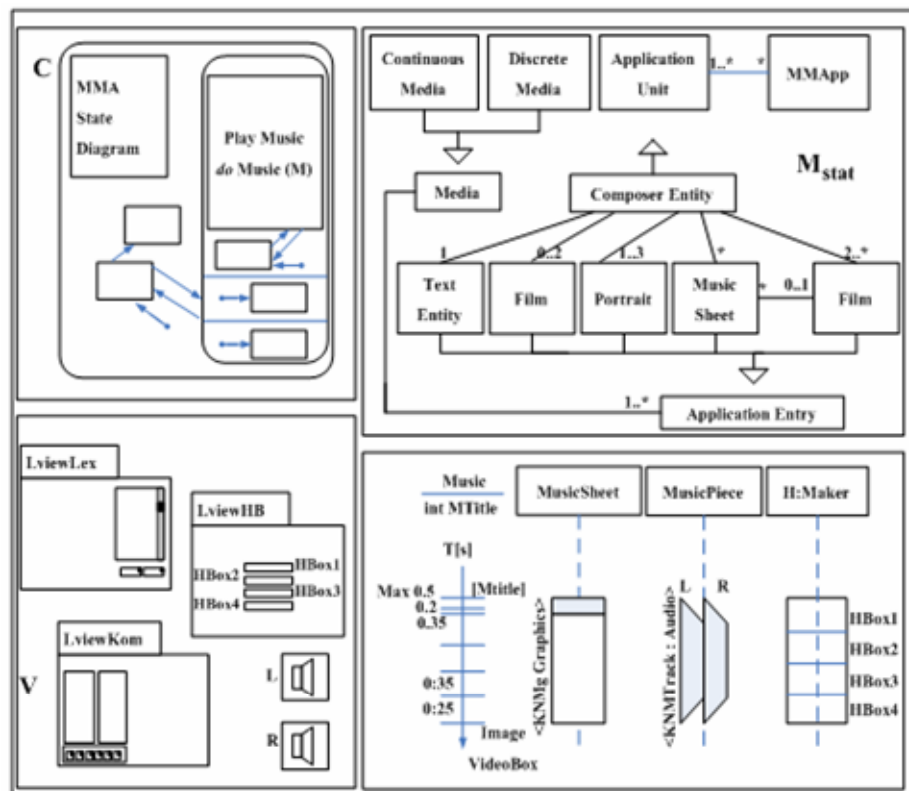 C
MMA
State
Diagram
Play Music
do Music (M)
Continuous
Media
Discrete
Media
Application
Unit
1..*
*
MMApp
Mstat
Media
Composer Entity
1
0..2
1..3
*
2..*
Text
Entity
Film
Portrait
Music
Sheet
*
0..1
Film
1..*
Application Entry
LviewLex
LviewHB
HBox1
HBox2
HBox3
HBox4
LviewKom
V
L
R
Music
int MTitle
MusicSheet
MusicPiece
H:Maker
T[s]
Max 0.5
[Mtitle]
0.2
0.35
0:35
0:25
Image
VideoBox
<KNMg Graphics>
<KNMTrack : Audio>
L
R
HBox1
HBox2
HBox3
HBox4